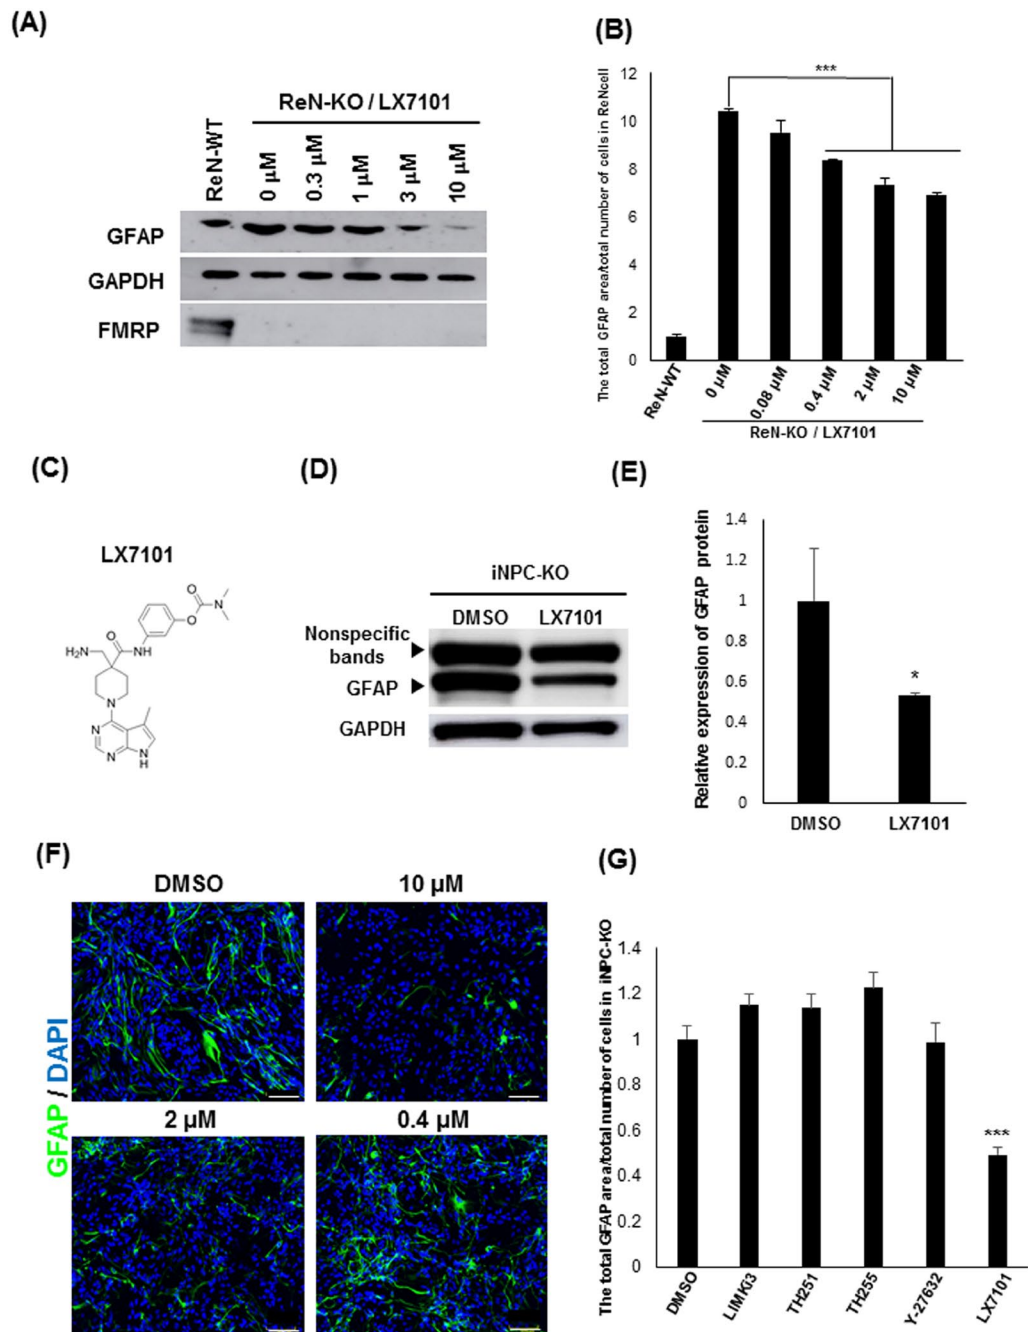 (A)
ReN-KO / LX7101
ReN-WT
0 µM
0.3 µM
1 µM
3 µM
10 µM
GFAP
GAPDH
FMRP
(B)
The total GFAP area/total number of cells in ReNcell
12
10
8
6
4
2
0
***
ReN-WT
0 µM
0.08 µM
0.4 µM
2 µM
10 µM
ReN-KO / LX7101
(C)
LX7101
O
N
O
O
H₂N
NH
N
N
N
N
H
(D)
iNPC-KO
DMSO
LX7101
Nonspecific
bands
GFAP
GAPDH
(E)
Relative expression of GFAP protein
1.4
1.2
1
0.8
0.6
0.4
0.2
0
*
DMSO
LX7101
(F)
GFAP / DAPI
DMSO
10 µM
2 µM
0.4 µM
(G)
The total GFAP area/total number of cells in iNPC-KO
1.4
1.2
1
0.8
0.6
0.4
0.2
0
***
DMSO
LIMKi3
TH251
TH255
Y-27632
LX7101